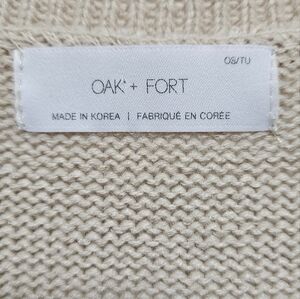 OS/TU
OAK + FORT
MADE IN KOREA | FABRIQUÉ EN CORÉE